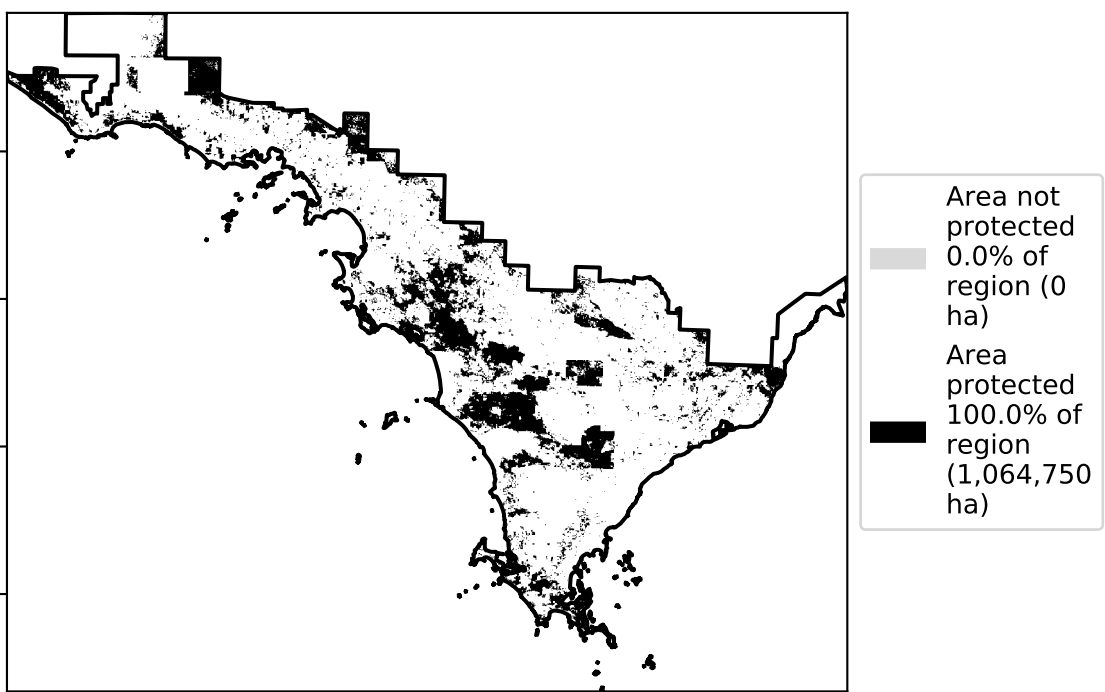 Area not
protected
0.0% of
region (0
ha)
Area
protected
100.0% of
region
(1,064,750
ha)